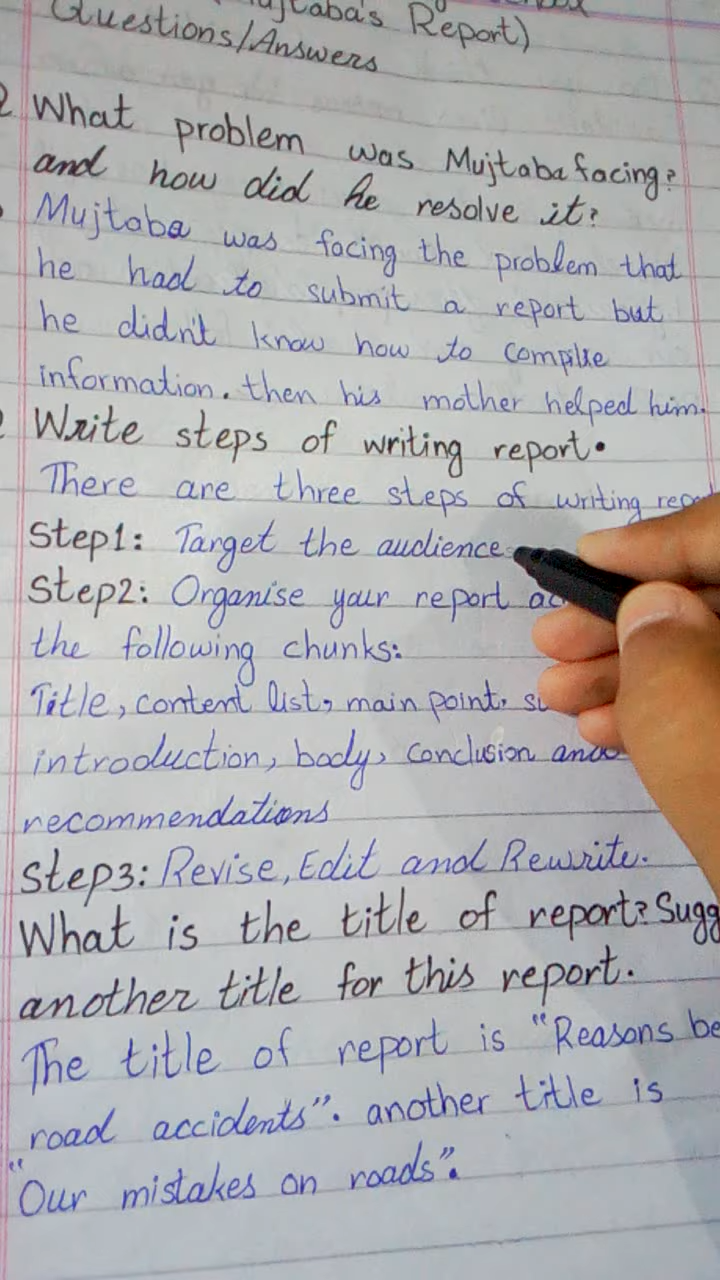 Report)
Questions/Answers
What problem was Mujtaba facing?
and how did he resolve it?
Mujtaba was facing the problem that
he had to submit a report but
he didn't know how to compile
information. then his mother helped him.
Write steps of writing report.
There are three steps of writing
Step1: Target the audience
Step2: Organise your report
the following chunks:
Title, content list, main point,
introduction, body, conclusion and
recommendations
Step3: Revise, Edit and Rewrite.
What is the title of report?
another title for this report.
The title of report is "Reasons
road accidents". another title is
"Our mistakes on roads".